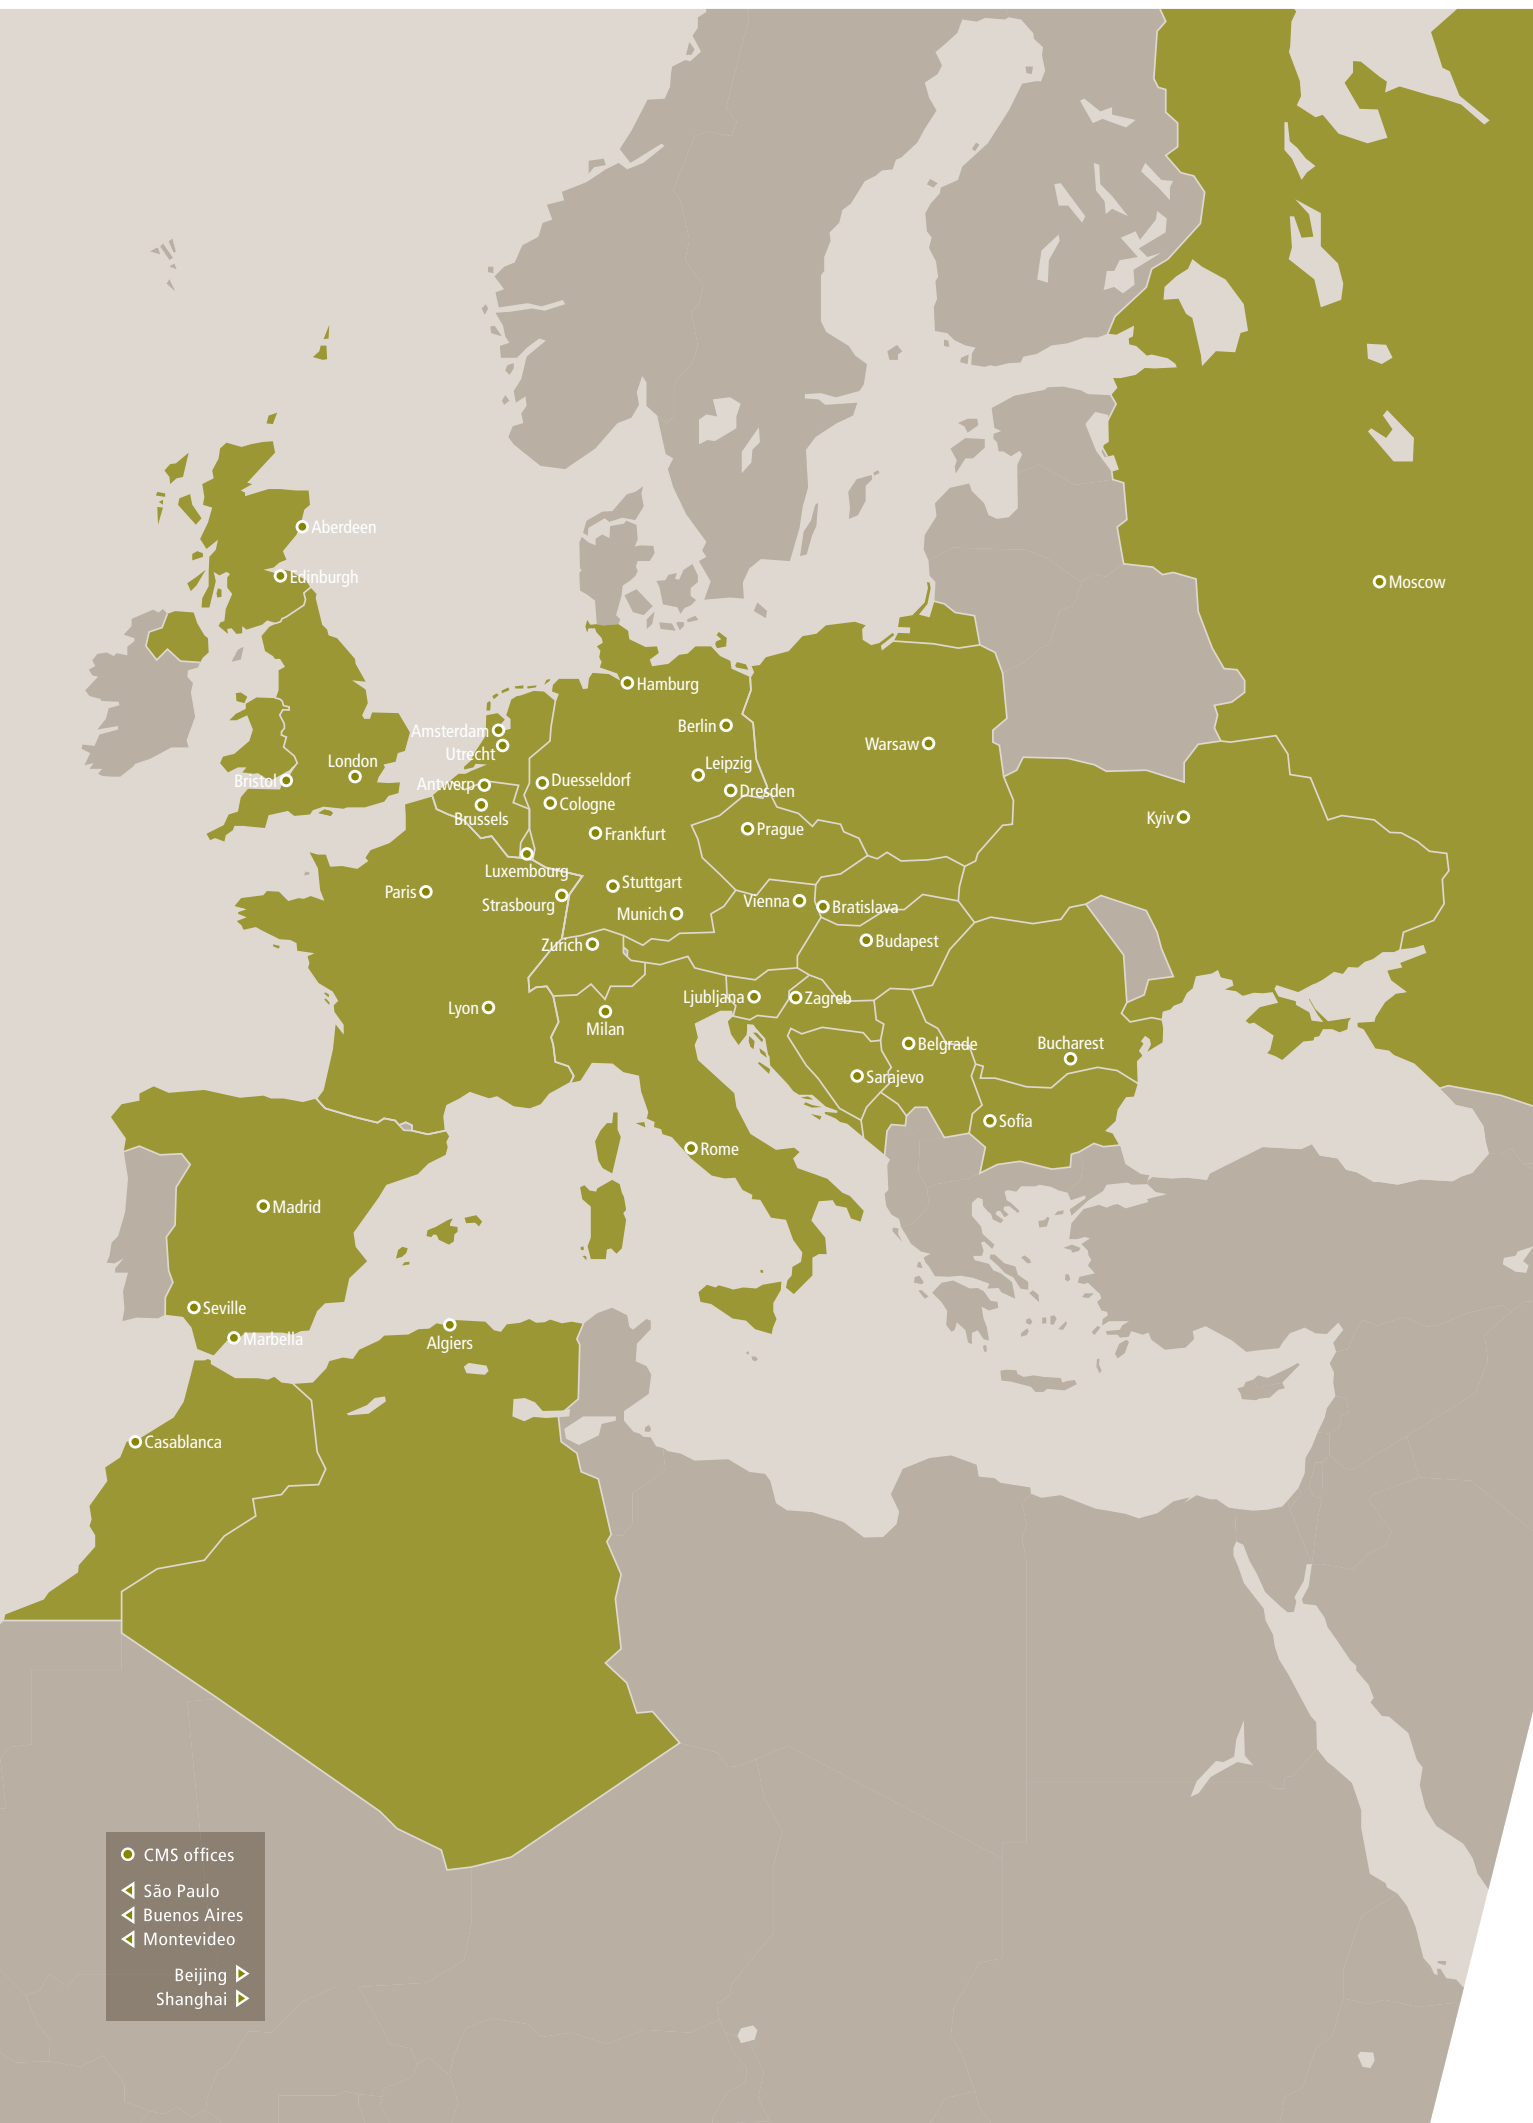 Aberdeen
Edinburgh
Moscow
Hamburg
Berlin
Amsterdam
Utrecht
Warsaw
London
Leipzig
Bristol
Antwerp
Duesseldorf
Dresden
Cologne
Brussels
Kyiv
Frankfurt
Prague
Luxembourg
Paris
Stuttgart
Strasbourg
Vienna
Bratislava
Munich
Zurich
Budapest
Ljubljana
Zagreb
Lyon
Milan
Belgrade
Bucharest
Sarajevo
Sofia
Rome
Madrid
Seville
Marbella
Algiers
Casablanca
CMS offices
São Paulo
Buenos Aires
Montevideo
Beijing
Shanghai